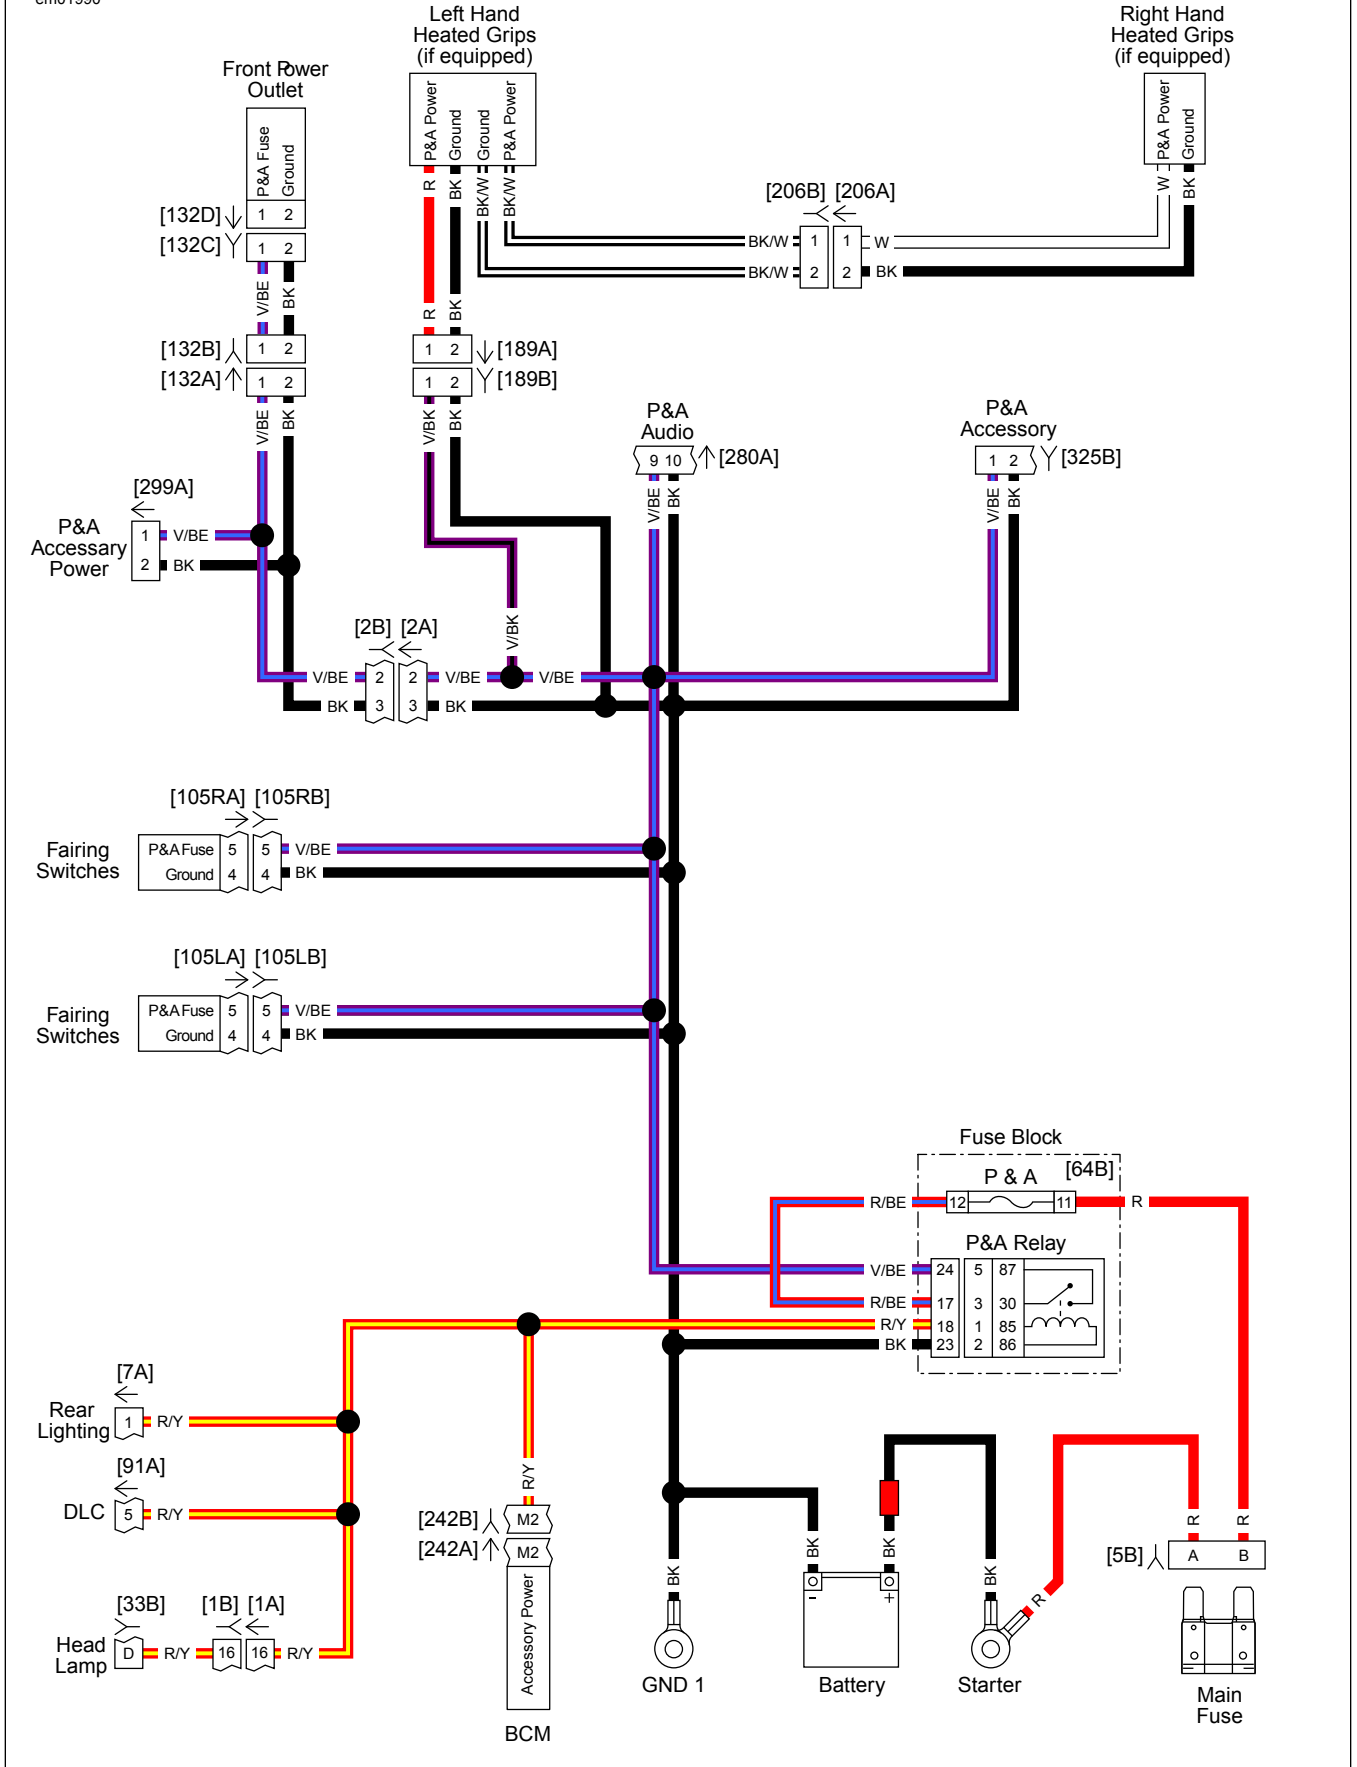 em01996
Left Hand
Heated Grips
(if equipped)
Right Hand
Heated Grips
(if equipped)
Front Power
Outlet
P&A Fuse
Ground
P&A Power
Ground
Ground
P&A Power
P&A Power
Ground
R
BK
BK/W
BK/W
W
BK
[206B] [206A]
[132D]
1 2
[132C]
1 2
BK/W
1
1
W
BK/W
2
2
BK
V/BE
BK
R
BK
[132B]
1 2
[132A]
1 2
1 2
[189A]
1 2
[189B]
V/BE
BK
V/BK
BK
P&A
Audio
9 10
[280A]
P&A
Accessory
1 2
[325B]
V/BE
BK
V/BE
BK
[299A]
P&A
Accessary
Power
1
V/BE
2
BK
V/BK
[2B] [2A]
V/BE
2
2
V/BE
V/BE
BK
3
3
BK
[105RA] [105RB]
Fairing
Switches
P&A Fuse
5
5
V/BE
Ground
4
4
BK
[105LA] [105LB]
Fairing
Switches
P&A Fuse
5
5
V/BE
Ground
4
4
BK
Fuse Block
[64B]
P & A
R/BE
12
11
R
P&A Relay
V/BE
24
5
87
R/BE
17
3
30
R/Y
18
1
85
BK
23
2
86
[7A]
Rear
Lighting
1
R/Y
[91A]
DLC
5
R/Y
[33B]
[1B] [1A]
Head
Lamp
D
R/Y
16
16
R/Y
R/Y
[242B]
M2
[242A]
M2
Accessory Power
BCM
BK
GND 1
BK
BK
-
+
Battery
BK
R
Starter
R
R
[5B]
A
B
Main
Fuse